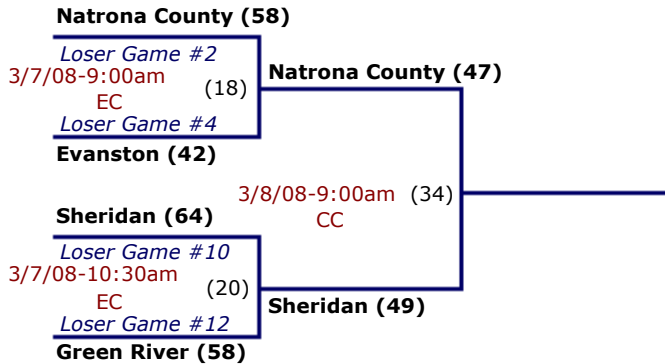 Natrona County (58)
Loser Game #2
3/7/08-9:00am
EC
(18)
Loser Game #4
Evanston (42)
Natrona County (47)
3/8/08-9:00am
CC
(34)
Sheridan (64)
Loser Game #10
3/7/08-10:30am
EC
(20)
Loser Game #12
Green River (58)
Sheridan (49)